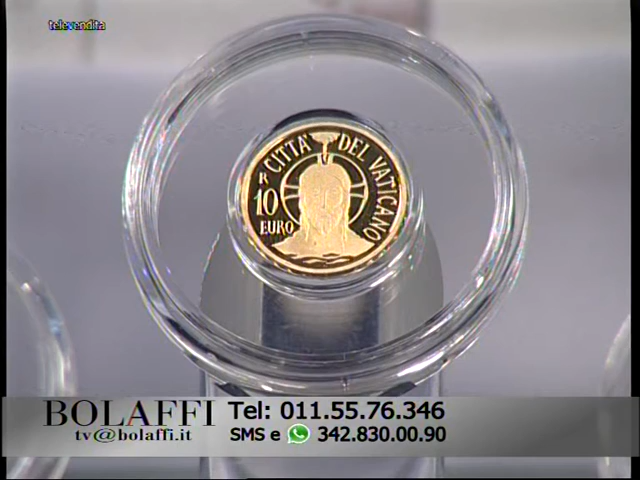 televendita
CITTÀ DEL VATICANO
R
10
EURO
BOLAFFI
tv@bolaffi.it
Tel: 011.55.76.346
SMS e 342.830.00.90